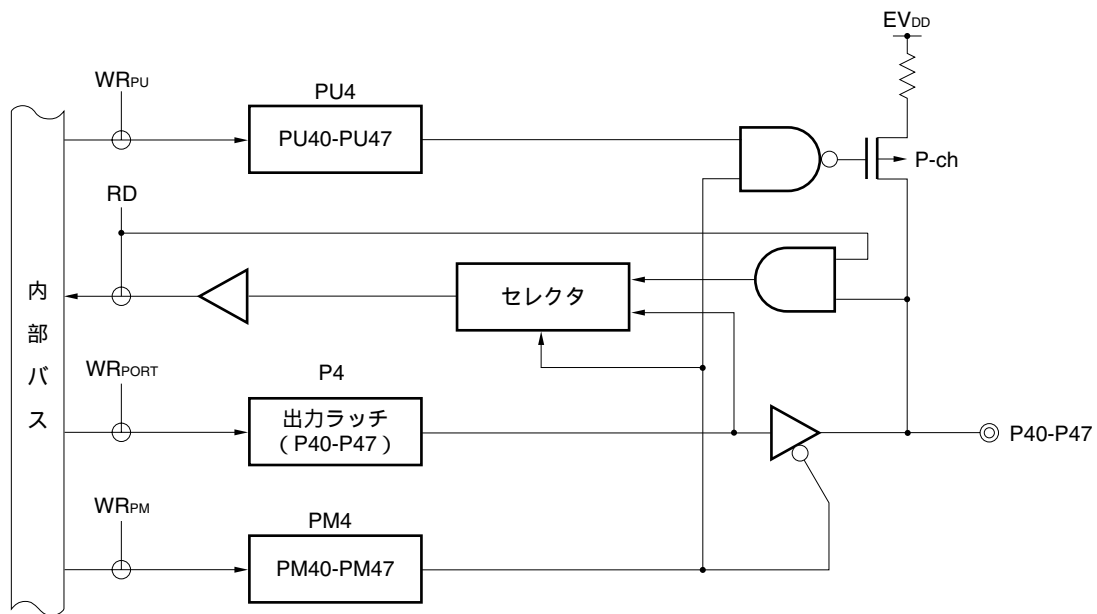 EVDD
WRPU
PU4
PU40-PU47
P-ch
RD
内部バス
セレクタ
WRPORT
P4
出力ラッチ
(P40-P47)
P40-P47
WRPM
PM4
PM40-PM47